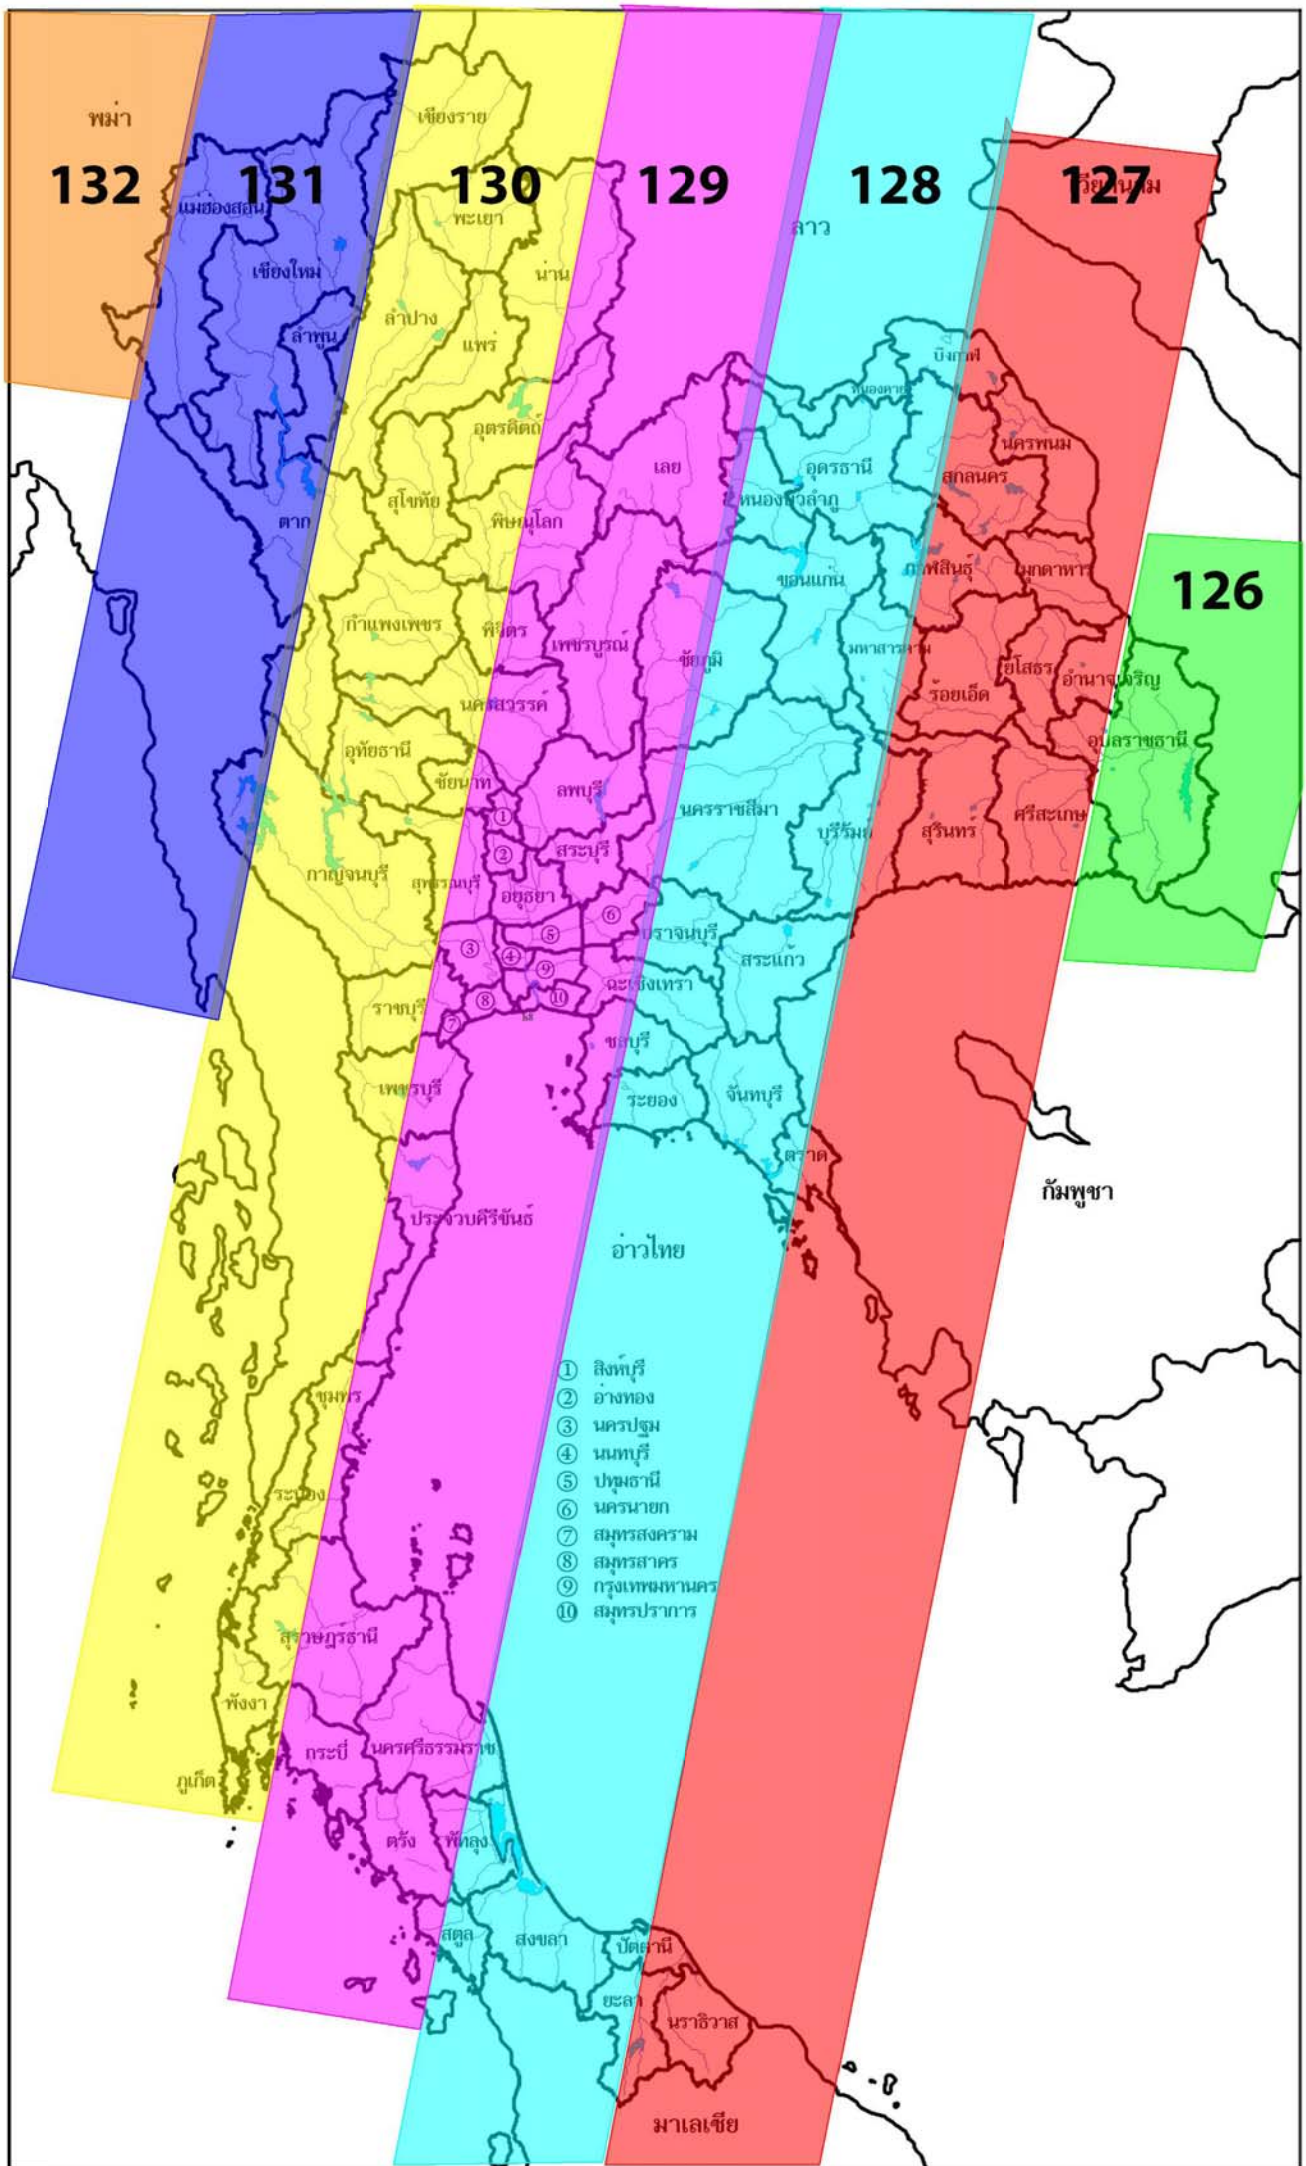 พม่า
132
131
130
129
128
127
เวียดนาม
126
เชียงราย
แม่ฮ่องสอน
พะเยา
ลาว
เชียงใหม่
น่าน
ลำปาง
ลำพูน
แพร่
บึงกาฬ
หนองคาย
อุตรดิตถ์
นครพนม
เลย
อุดรธานี
สกลนคร
สุโขทัย
หนองบัวลำภู
ตาก
พิษณุโลก
ขอนแก่น
กาฬสินธุ์
มุกดาหาร
กำแพงเพชร
พิจิตร
เพชรบูรณ์
ชัยภูมิ
มหาสารคาม
ยโสธร
อำนาจเจริญ
ร้อยเอ็ด
นครสวรรค์
อุทัยธานี
อุบลราชธานี
ชัยนาท
ลพบุรี
นครราชสีมา
บุรีรัมย์
สุรินทร์
ศรีสะเกษ
①
②
สระบุรี
กาญจนบุรี
สุพรรณบุรี
อยุธยา
⑥
③
④
⑤
ปราจีนบุรี
สระแก้ว
⑨
ฉะเชิงเทรา
ราชบุรี
⑧
⑩
⑦
ชลบุรี
เพชรบุรี
ระยอง
จันทบุรี
ตราด
กัมพูชา
ประจวบคีรีขันธ์
อ่าวไทย
① สิงห์บุรี
② อ่างทอง
③ นครปฐม
④ นนทบุรี
⑤ ปทุมธานี
⑥ นครนายก
⑦ สมุทรสงคราม
⑧ สมุทรสาคร
⑨ กรุงเทพมหานคร
⑩ สมุทรปราการ
ชุมพร
ระนอง
สุราษฎร์ธานี
พังงา
กระบี่
นครศรีธรรมราช
ภูเก็ต
ตรัง
พัทลุง
สตูล
สงขลา
ปัตตานี
ยะลา
นราธิวาส
มาเลเซีย